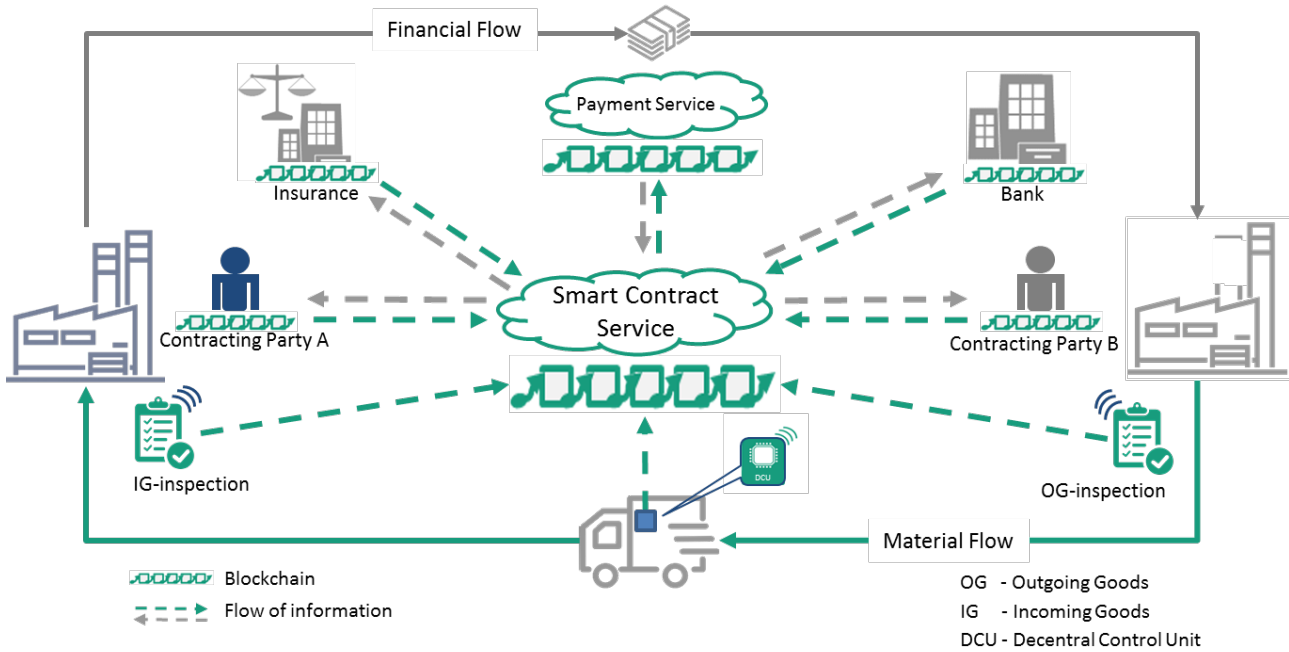 Financial Flow
Payment Service
Insurance
Bank
Smart Contract
Service
Contracting Party A
Contracting Party B
DCU
IG-inspection
OG-inspection
Material Flow
Blockchain
Flow of information
OG - Outgoing Goods
IG - Incoming Goods
DCU - Decentral Control Unit